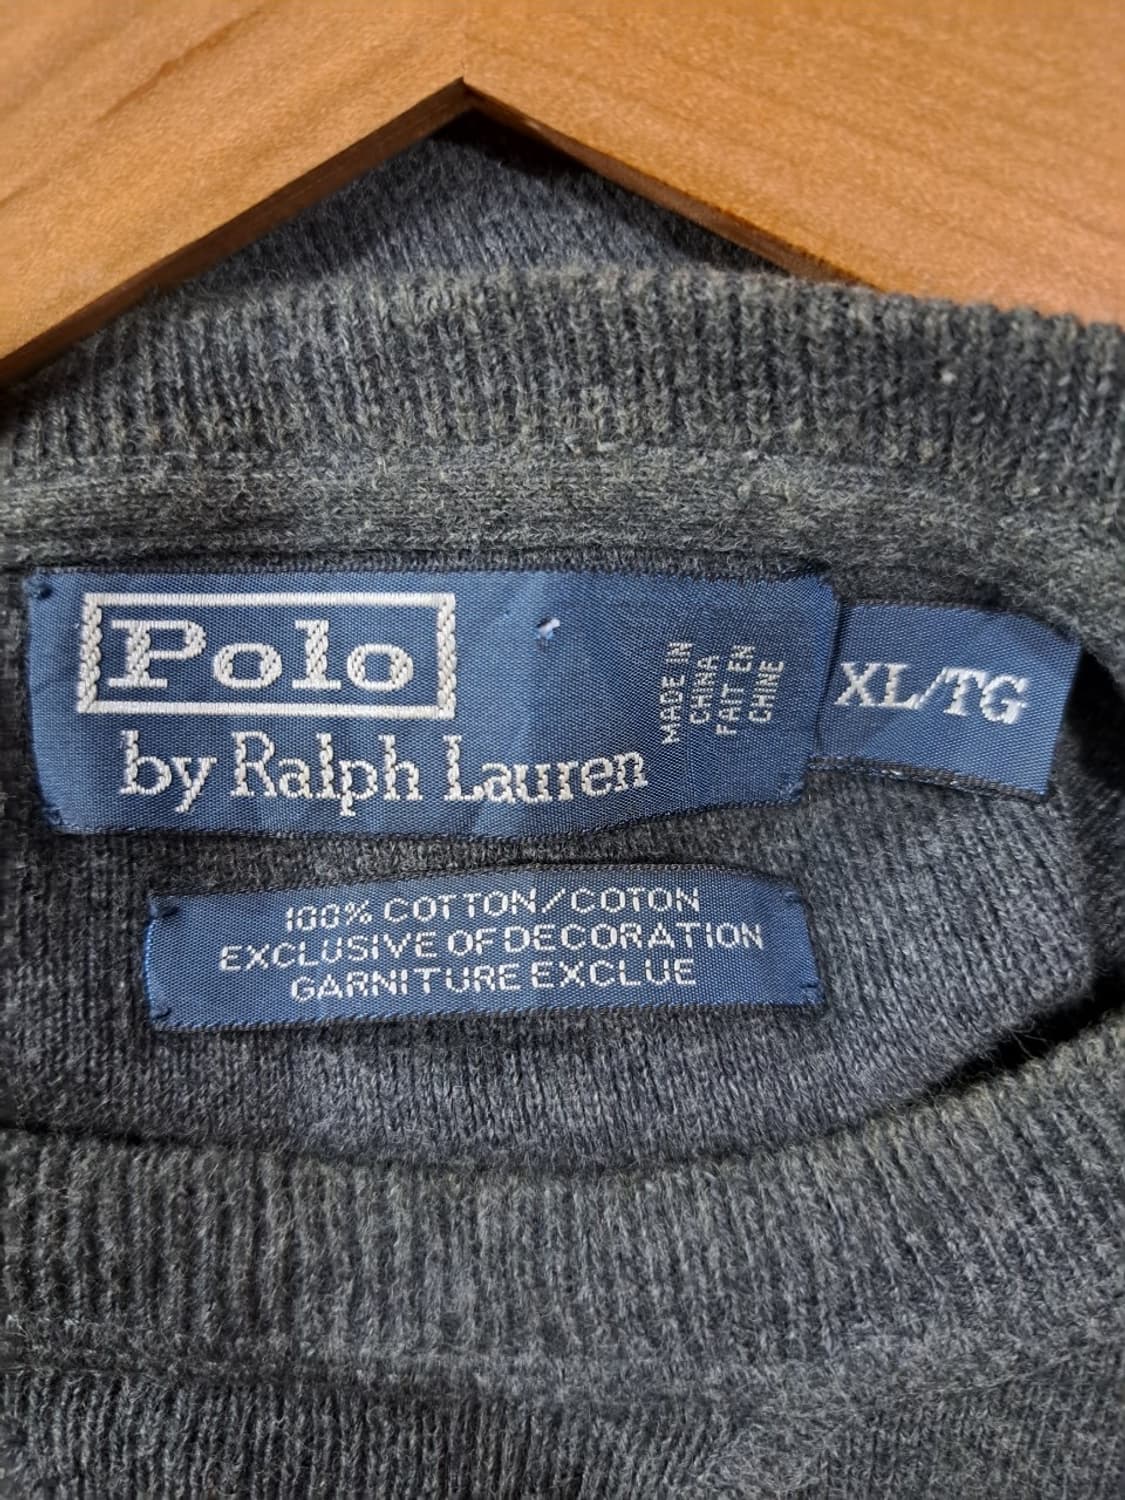 Polo
by Ralph Lauren
MADE IN
CHINA
FAIT EN
CHINE
XL/TG
100% COTTON/COTON
EXCLUSIVE OF DECORATION
GARNITURE EXCLUE